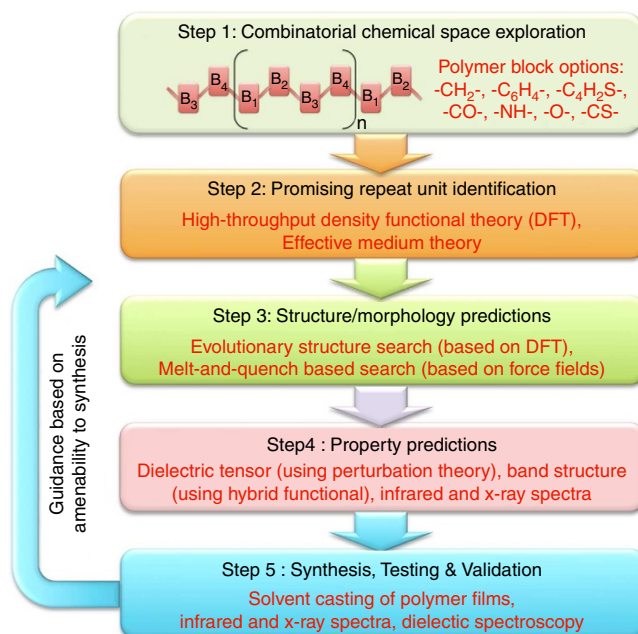 Step 1: Combinatorial chemical space exploration
B3 B4 B1 B2 B3 B4 B1 B2
n
Polymer block options:
-CH2-, -C6H4-, -C4H2S-,
-CO-, -NH-, -O-, -CS-
Step 2: Promising repeat unit identification
High-throughput density functional theory (DFT),
Effective medium theory
Step 3: Structure/morphology predictions
Evolutionary structure search (based on DFT),
Melt-and-quench based search (based on force fields)
Step4 : Property predictions
Dielectric tensor (using perturbation theory), band structure
(using hybrid functional), infrared and x-ray spectra
Step 5 : Synthesis, Testing & Validation
Solvent casting of polymer films,
infrared and x-ray spectra, dielectic spectroscopy
Guidance based on
amenability to synthesis